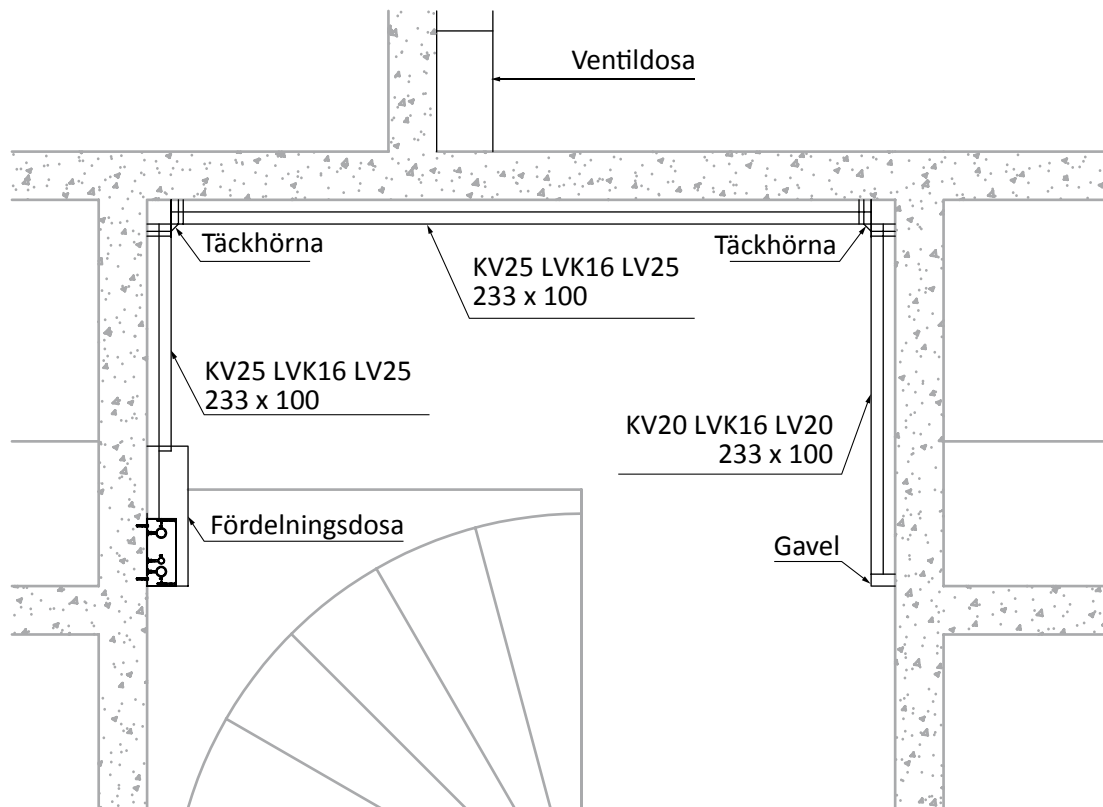 Ventildosa
Täckhörna
Täckhörna
KV25 LVK16 LV25
233 x 100
KV25 LVK16 LV25
233 x 100
KV20 LVK16 LV20
233 x 100
Fördelningsdosa
Gavel